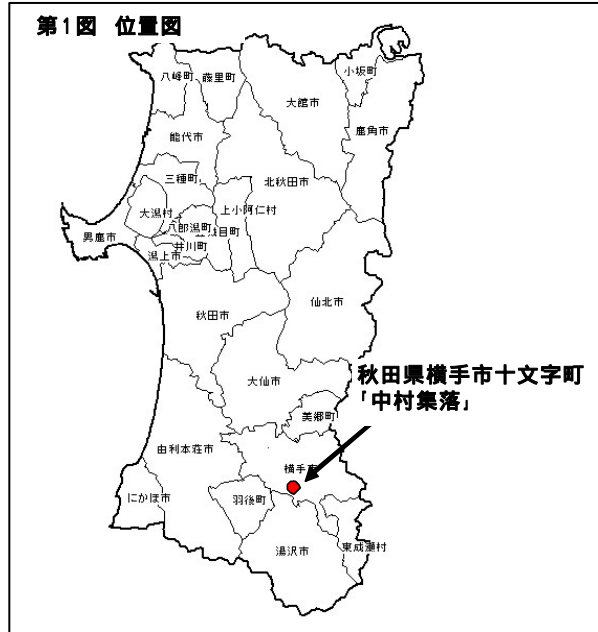 第1図 位置図
八峰町
藤里町
小坂町
大館市
鹿角市
能代市
三種町
北秋田市
大潟村
上小阿仁村
八郎潟町
男鹿市
井川町
潟上市
秋田市
仙北市
秋田県横手市十文字町
「中村集落」
大仙市
美郷町
由利本荘市
横手市
にかほ市
羽後町
湯沢市
東成瀬村